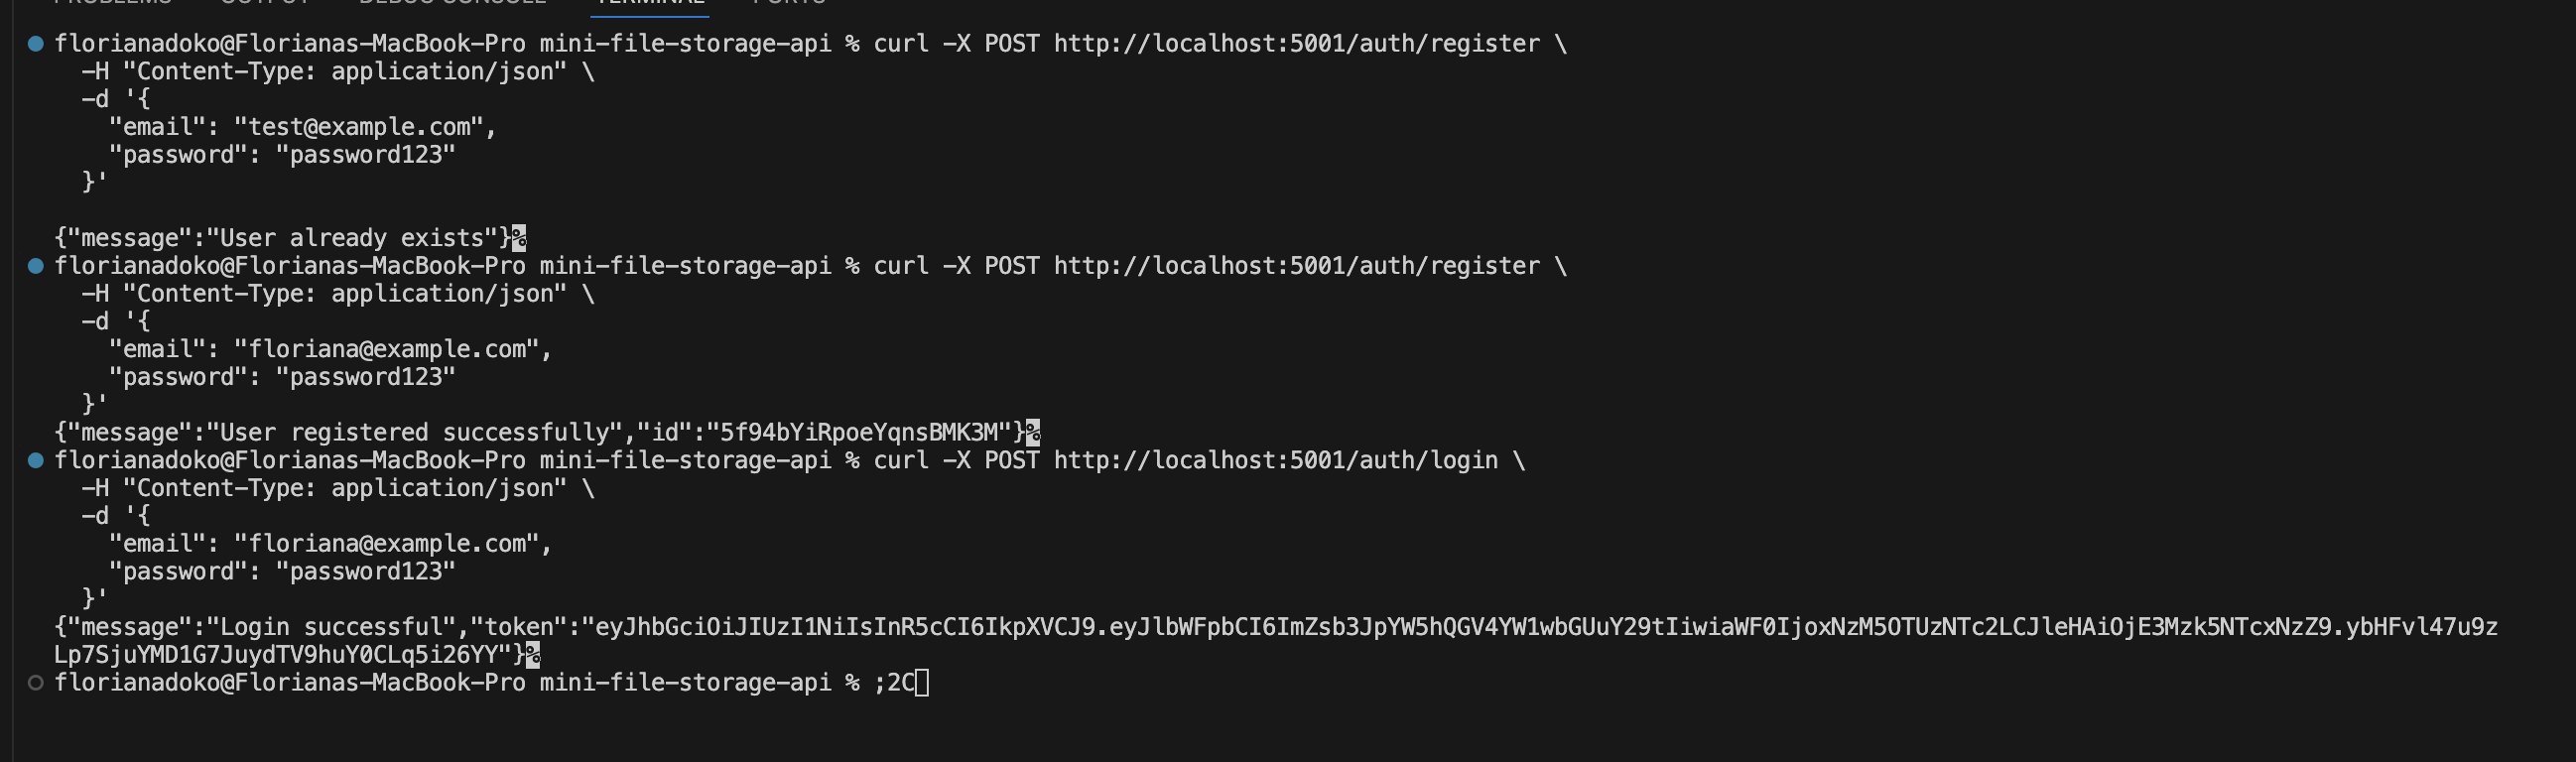 PROBLEMS OUTPUT DEBUG CONSOLE TERMINAL PORTS
florianadoko@Florianas-MacBook-Pro mini-file-storage-api % curl -X POST http://localhost:5001/auth/register \
-H "Content-Type: application/json" \
-d '{
"email": "test@example.com",
"password": "password123"
}'
{"message":"User already exists"}%
florianadoko@Florianas-MacBook-Pro mini-file-storage-api % curl -X POST http://localhost:5001/auth/register \
-H "Content-Type: application/json" \
-d '{
"email": "floriana@example.com",
"password": "password123"
}'
{"message":"User registered successfully","id":"5f94bYiRpoeYqnsBMK3M"}%
florianadoko@Florianas-MacBook-Pro mini-file-storage-api % curl -X POST http://localhost:5001/auth/login \
-H "Content-Type: application/json" \
-d '{
"email": "floriana@example.com",
"password": "password123"
}'
{"message":"Login successful","token":"eyJhbGciOiJIUzI1NiIsInR5cCI6IkpXVCJ9.eyJlbWFpbCI6ImZsb3JpYW5hQGV4YW1wbGUuY29tIiwiaWF0IjoxNzM5OTUzNTc2LCJleHAiOjE3Mzk5NTcxNzZ9.ybHFvl47u9z
Lp7SjuYMD1G7JuydTV9huY0CLq5i26YY"}%
florianadoko@Florianas-MacBook-Pro mini-file-storage-api % ;2C